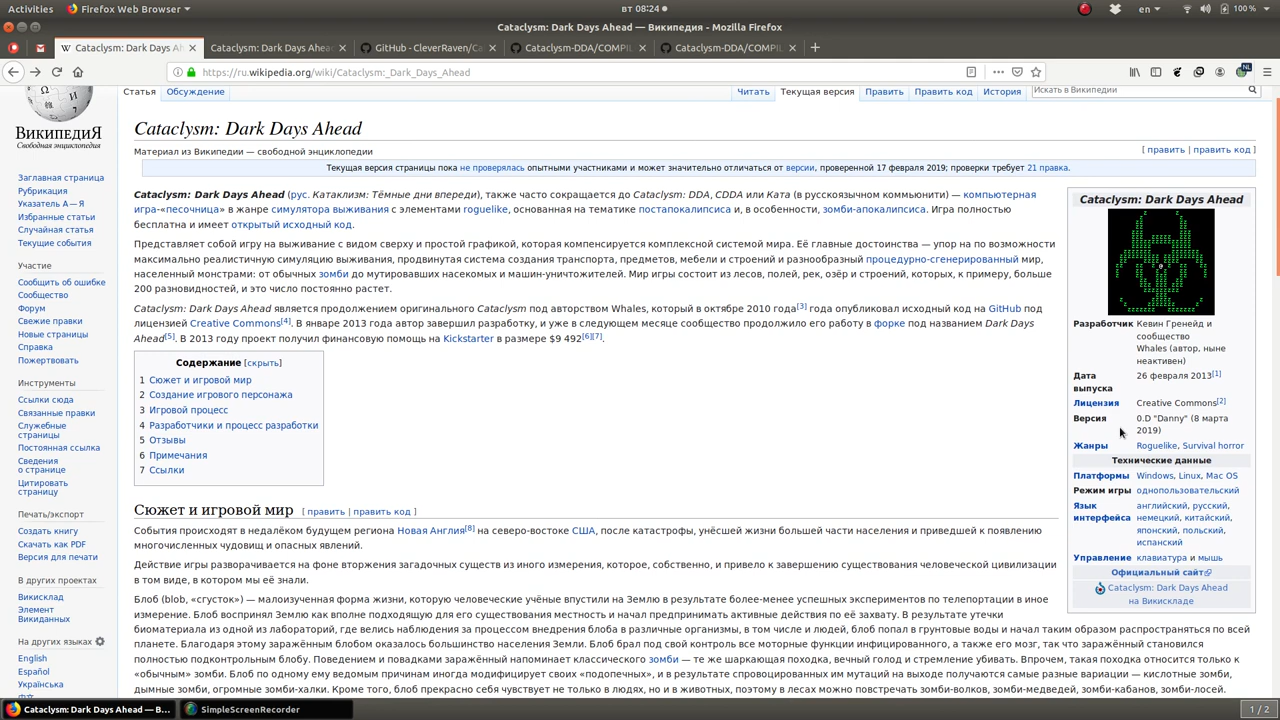 Activities Firefox Web Browser вт 08:24 en 100 %
Cataclysm: Dark Days Ahead — Википедия - Mozilla Firefox
Cataclysm: Dark Days Ah Cataclysm: Dark Days Ahea GitHub - CleverRaven/Ca Cataclysm-DDA/COMPIL Cataclysm-DDA/COMPIL
https://ru.wikipedia.org/wiki/Cataclysm:_Dark_Days_Ahead
Статья Обсуждение Читать Текущая версия Править Править код История Искать в Википедии
ВИКИПЕДИЯ
Свободная энциклопедия
Заглавная страница
Рубрикация
Указатель А — Я
Избранные статьи
Случайная статья
Текущие события
Участие
Сообщить об ошибке
Сообщество
Форум
Свежие правки
Новые страницы
Справка
Пожертвовать
Инструменты
Ссылки сюда
Связанные правки
Служебные
страницы
Постоянная ссылка
Сведения
о странице
Цитировать
страницу
Печать/экспорт
Создать книгу
Скачать как PDF
Версия для печати
В других проектах
Викисклад
Элемент
Викиданных
На других языках
English
Español
Українська
Cataclysm: Dark Days Ahead
Материал из Википедии — свободной энциклопедии [ править | править код ]
Текущая версия страницы пока не проверялась опытными участниками и может значительно отличаться от версии, проверенной 17 февраля 2019; проверки требует 21 правка.
Cataclysm: Dark Days Ahead (рус. Катаклизм: Тёмные дни впереди), также часто сокращается до Cataclysm: DDA, CDDA или Ката (в русскоязычном коммьюнити) — компьютерная
игра-«песочница» в жанре симулятора выживания с элементами roguelike, основанная на тематике постапокалипсиса и, в особенности, зомби-апокалипсиса. Игра полностью
бесплатна и имеет открытый исходный код.
Представляет собой игру на выживание с видом сверху и простой графикой, которая компенсируется комплексной системой мира. Её главные достоинства — упор на по возможности
максимально реалистичную симуляцию выживания, продвинутая система создания транспорта, предметов, мебели и строений и разнообразный процедурно-сгенерированный мир,
населенный монстрами: от обычных зомби до мутировавших насекомых и машин-уничтожителей. Мир игры состоит из лесов, полей, рек, озёр и строений, которых, к примеру, больше
200 разновидностей, и это число постоянно растет.
Cataclysm: Dark Days Ahead является продолжением оригинального Cataclysm под авторством Whales, который в октябре 2010 года[3] года опубликовал исходный код на GitHub под
лицензией Creative Commons[4]. В январе 2013 года автор завершил разработку, и уже в следующем месяце сообщество продолжило его работу в форке под названием Dark Days
Ahead[5]. В 2013 году проект получил финансовую помощь на Kickstarter в размере $9 492[6][7].
Содержание [скрыть]
1 Сюжет и игровой мир
2 Создание игрового персонажа
3 Игровой процесс
4 Разработчики и процесс разработки
5 Отзывы
6 Примечания
7 Ссылки
Сюжет и игровой мир [ править | править код ]
События происходят в недалёком будущем региона Новая Англия[8] на северо-востоке США, после катастрофы, унёсшей жизни большей части населения и приведшей к появлению
многочисленных чудовищ и опасных явлений.
Действие игры разворачивается на фоне вторжения загадочных существ из иного измерения, которое, собственно, и привело к завершению существования человеческой цивилизации
в том виде, в котором мы её знали.
Блоб (blob, «сгусток») — малоизученная форма жизни, которую человеческие учёные впустили на Землю в результате более-менее успешных экспериментов по телепортации в иное
измерение. Блоб воспринял Землю как вполне подходящую для его существования местность и начал предпринимать активные действия по её захвату. В результате утечки
биоматериала из одной из лабораторий, где велись наблюдения за процессом внедрения блоба в различные организмы, в том числе и людей, блоб попал в грунтовые воды и начал таким образом распространяться по всей
планете. Благодаря этому заражённым блобом оказалось большинство населения Земли. Блоб брал под свой контроль все моторные функции инфицированного, а также его мозг, так что заражённый становился
полностью подконтрольным блобу. Поведением и повадками заражённый напоминает классического зомби — те же шаркающая походка, вечный голод и стремление убивать. Впрочем, такая походка относится только к
«обычным» зомби. Блоб по одному ему ведомым причинам иногда модифицирует своих «подопечных», и в результате спровоцированных им мутаций на выходе получаются самые разные вариации — кислотные зомби,
дымные зомби, огромные зомби-халки. Кроме того, блоб прекрасно себя чувствует не только в людях, но и в животных, поэтому в лесах можно повстречать зомби-волков, зомби-медведей, зомби-кабанов, зомби-лосей.
Cataclysm: Dark Days Ahead
Разработчик Кевин Гренейд и
сообщество
Whales (автор, ныне
неактивен)
Дата 26 февраля 2013[1]
выпуска
Лицензия Creative Commons[2]
Версия 0.D "Danny" (8 марта
2019)
Жанры Roguelike, Survival horror
Технические данные
Платформы Windows, Linux, Mac OS
Режим игры однопользовательский
Язык английский, русский,
интерфейса немецкий, китайский,
японский, польский,
испанский
Управление клавиатура и мышь
Официальный сайт
Cataclysm: Dark Days Ahead
на Викискладе
Cataclysm: Dark Days Ahead — В... SimpleScreenRecorder 1 / 2